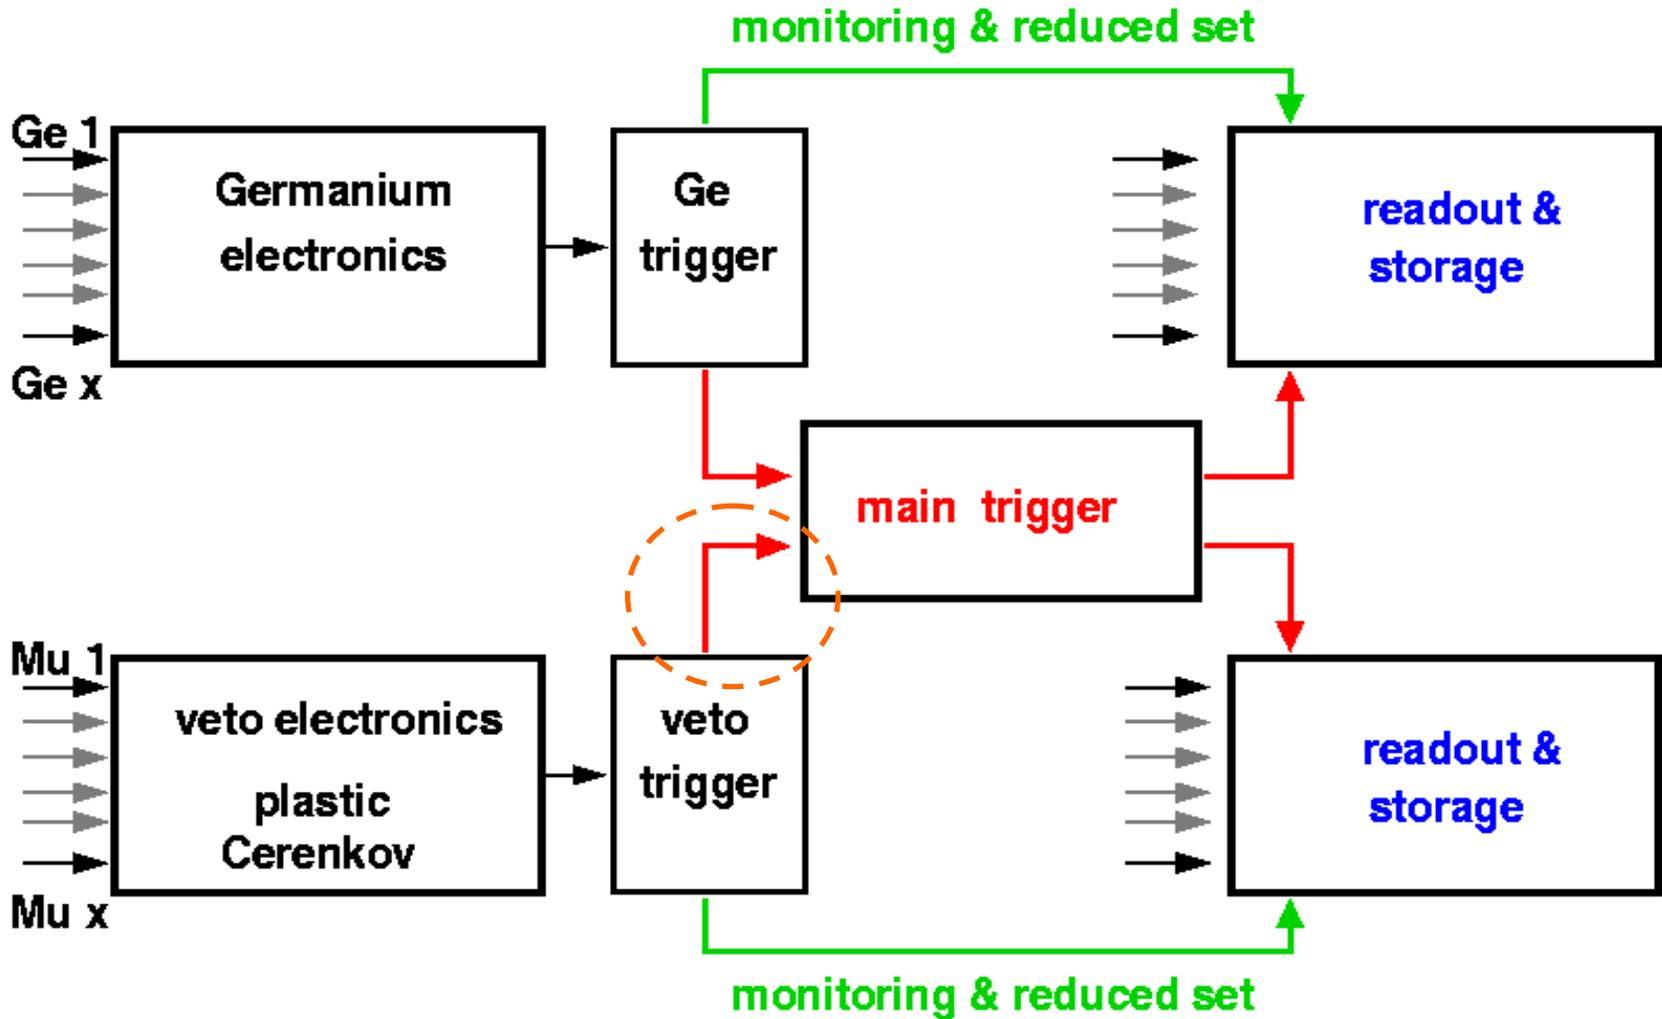 monitoring & reduced set
Ge 1
Germanium
electronics
Ge x
Ge
trigger
readout &
storage
main trigger
Mu 1
veto electronics
plastic
Cerenkov
Mu x
veto
trigger
readout &
storage
monitoring & reduced set